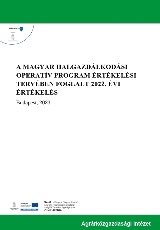 A MAGYAR HALGAZDÁLKODÁSI
OPERATÍV PROGRAM ÉRTÉKELÉSI
TERVÉBEN FOGLALT 2022. ÉVI
ÉRTÉKELÉS
Budapest, 2023
Agrárközgazdasági Intézet